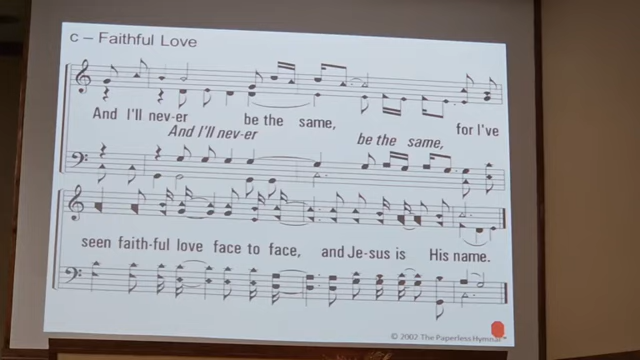 c – Faithful Love
And I'll nev-er be the same, for I've
And I'll nev-er be the same,
seen faith-ful love face to face, and Je-sus is His name.
© 2002 The Paperless Hymnal